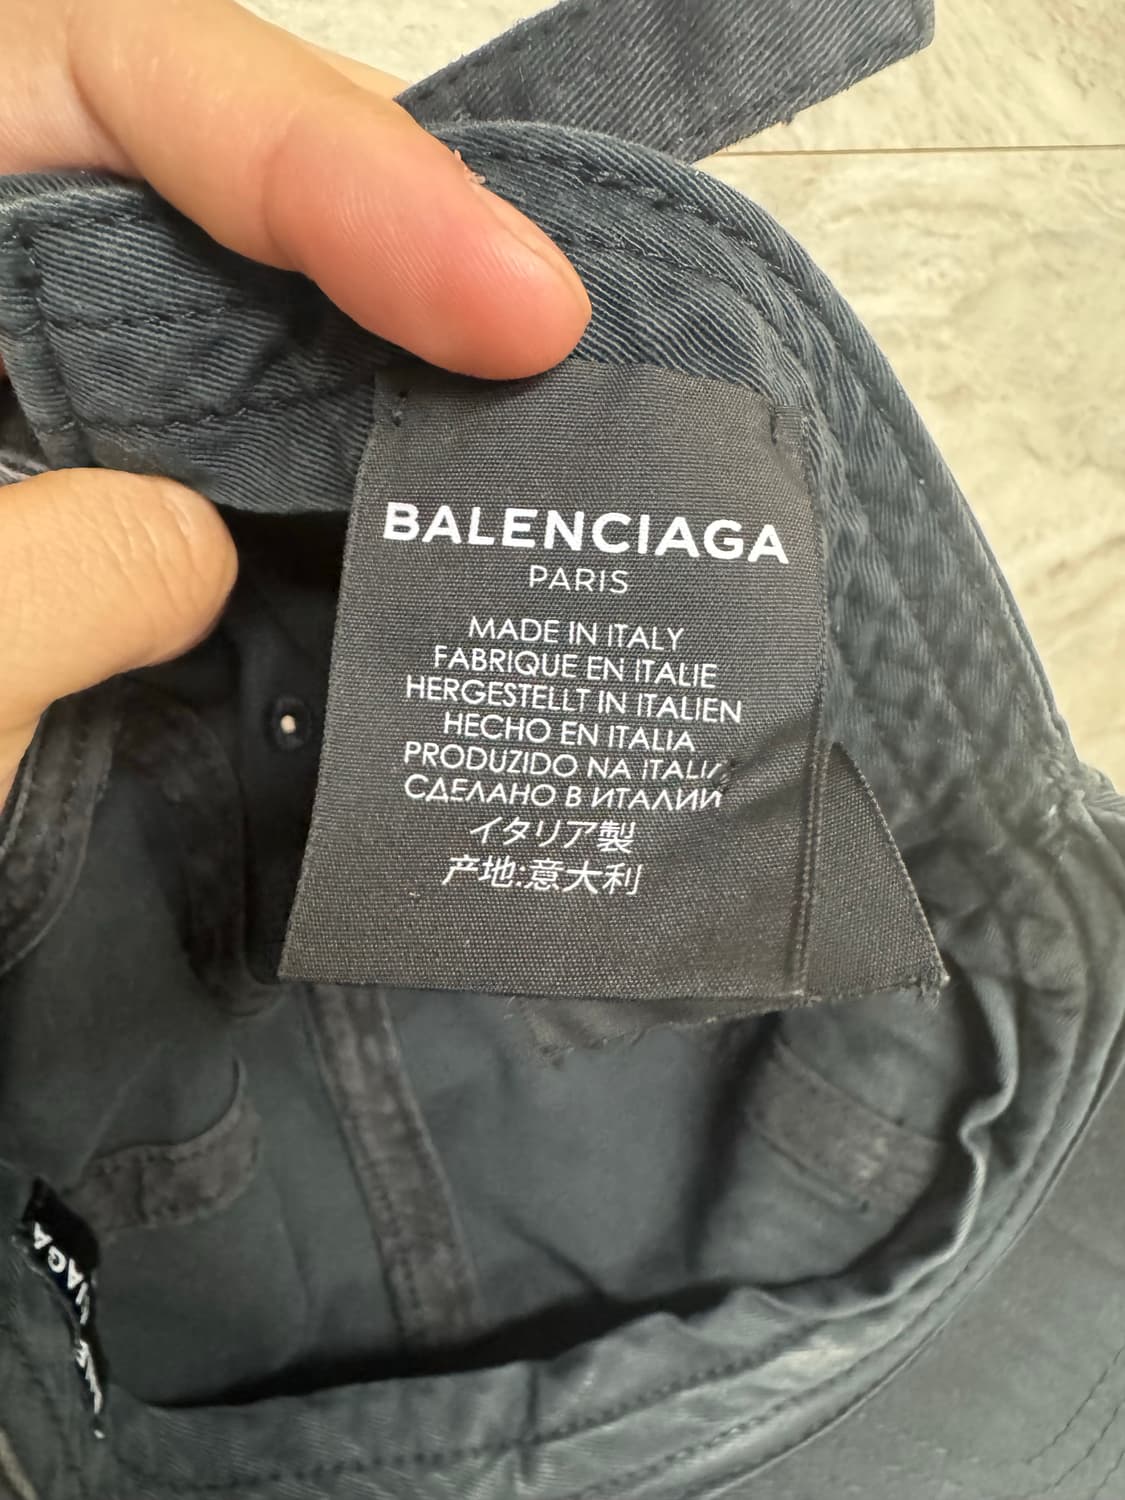 BALENCIAGA
PARIS
MADE IN ITALY
FABRIQUE EN ITALIE
HERGESTELLT IN ITALIEN
HECHO EN ITALIA
PRODUZIDO NA ITALIA
СДЕЛАНО В ИТАЛИИ
イタリア製
产地:意大利